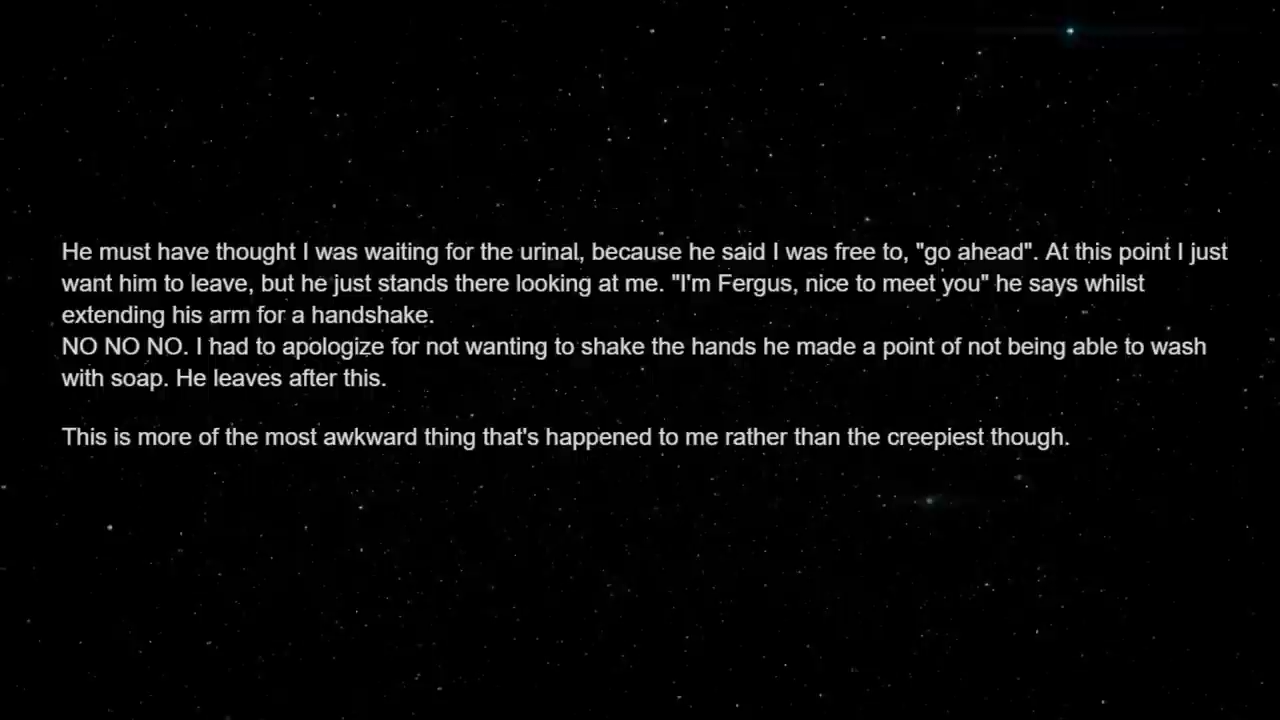 He must have thought I was waiting for the urinal, because he said I was free to, "go ahead". At this point I just
want him to leave, but he just stands there looking at me. "I'm Fergus, nice to meet you" he says whilst
extending his arm for a handshake.
NO NO NO. I had to apologize for not wanting to shake the hands he made a point of not being able to wash
with soap. He leaves after this.
This is more of the most awkward thing that's happened to me rather than the creepiest though.